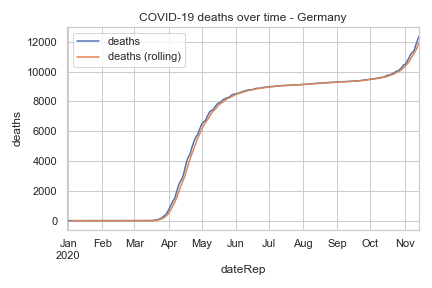 COVID-19 deaths over time - Germany
deaths
deaths (rolling)
12000
10000
8000
6000
4000
2000
0
deaths
Jan Feb Mar Apr May Jun Jul Aug Sep Oct Nov
2020
dateRep